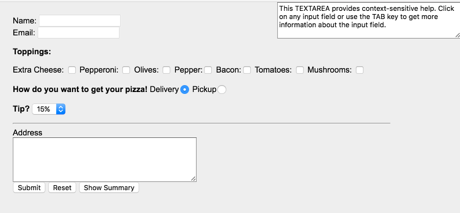 This TEXTAREA provides context-sensitive help. Click
on any input field or use the TAB key to get more
information about the input field.
Name:
Email:
Toppings:
Extra Cheese: Pepperoni: Olives: Pepper: Bacon: Tomatoes: Mushrooms:
How do you want to get your pizza! Delivery Pickup
Tip? 15%
Address
Submit Reset Show Summary